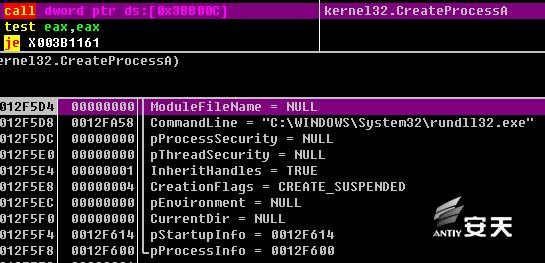 call dword ptr ds:[0x3B800C] kernel32.CreateProcessA
test eax,eax
je X003B1161
ernel32.CreateProcessA)
012F5D4 00000000 ModuleFileName = NULL
012F5D8 0012FA58 CommandLine = "C:\WINDOWS\System32\rundll32.exe"
012F5DC 00000000 pProcessSecurity = NULL
012F5E0 00000000 pThreadSecurity = NULL
012F5E4 00000001 InheritHandles = TRUE
012F5E8 00000004 CreationFlags = CREATE_SUSPENDED
012F5EC 00000000 pEnvironment = NULL
012F5F0 00000000 CurrentDir = NULL
012F5F4 0012F614 pStartupInfo = 0012F614
012F5F8 0012F600 pProcessInfo = 0012F600
ANTIY 安天